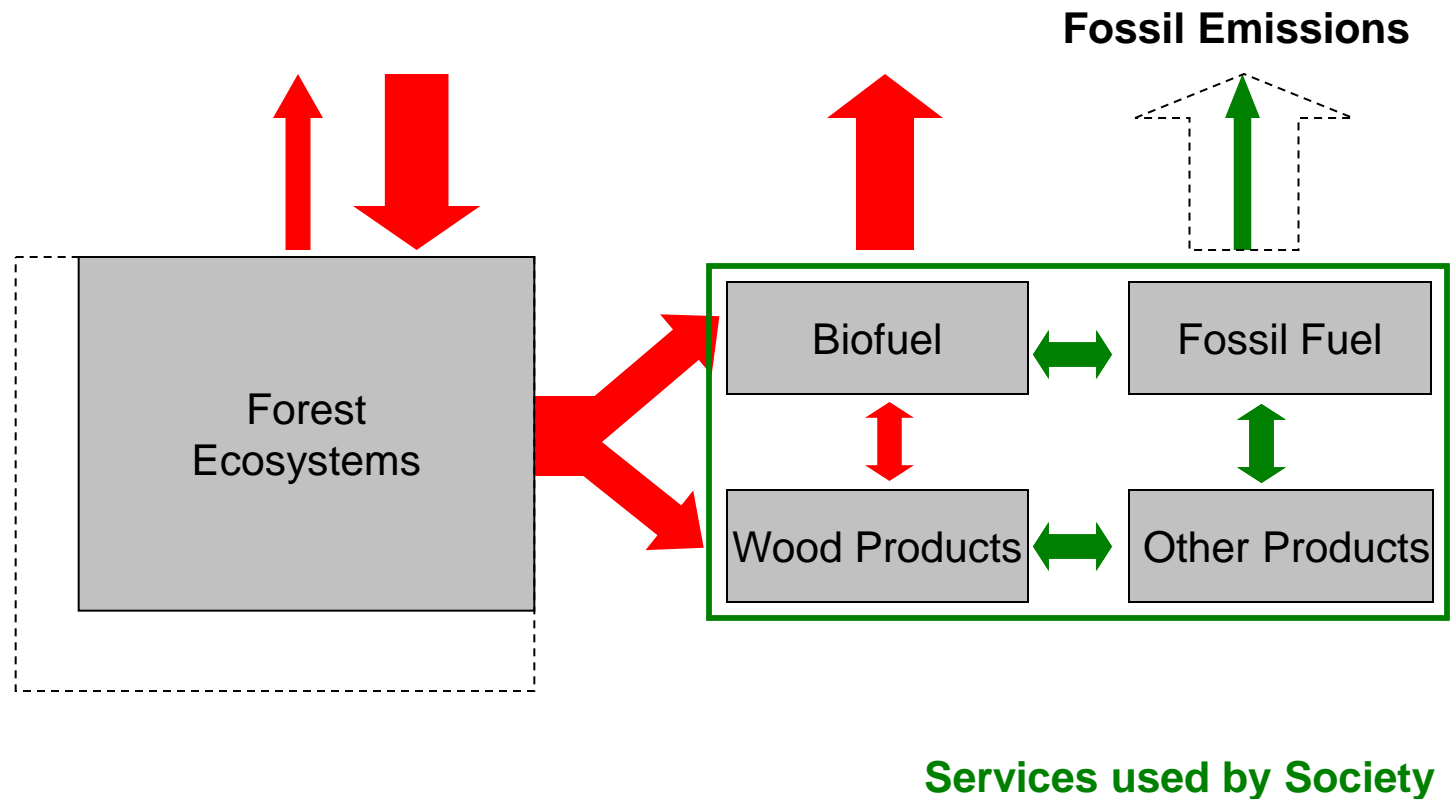 Fossil Emissions
Biofuel
Fossil Fuel
Forest
Ecosystems
Wood Products
Other Products
Services used by Society